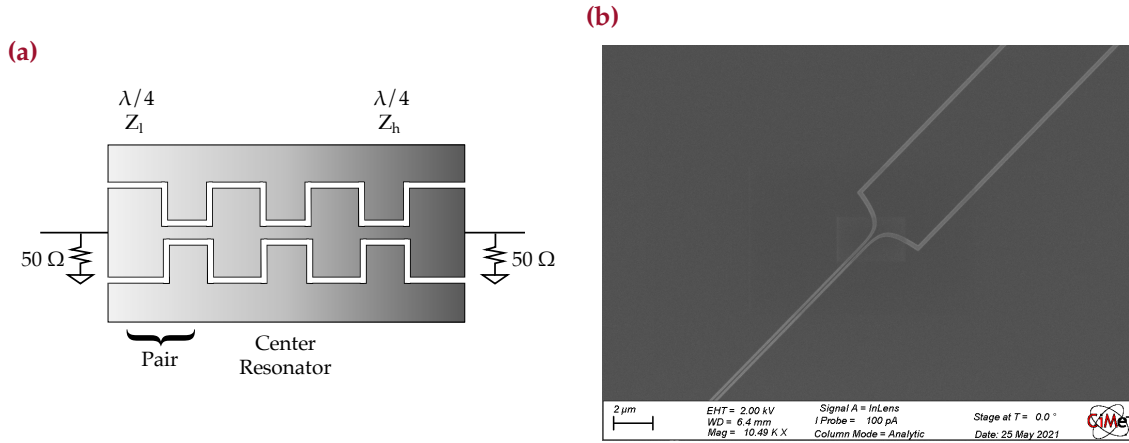 (a)
λ/4
Z_l
λ/4
Z_h
50 Ω
50 Ω
Pair
Center
Resonator
(b)
2 µm
EHT = 2.00 kV
WD = 6.4 mm
Mag = 10.49 K X
Signal A = InLens
I Probe = 100 pA
Column Mode = Analytic
Stage at T = 0.0 °
Date: 25 May 2021
CiMe